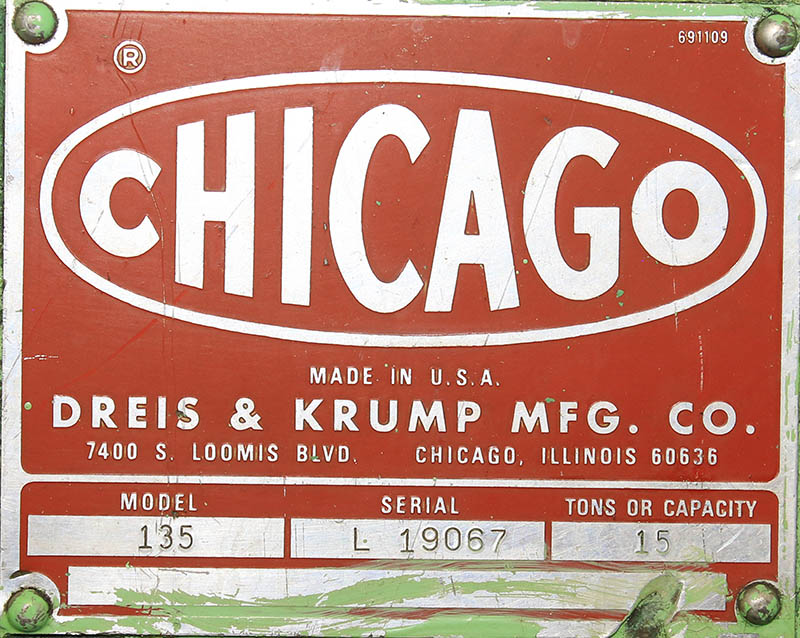 691109
®
CHICAGO
MADE IN U.S.A.
DREIS & KRUMP MFG. CO.
7400 S. LOOMIS BLVD. CHICAGO, ILLINOIS 60636
MODEL SERIAL TONS OR CAPACITY
135 L 19067 15